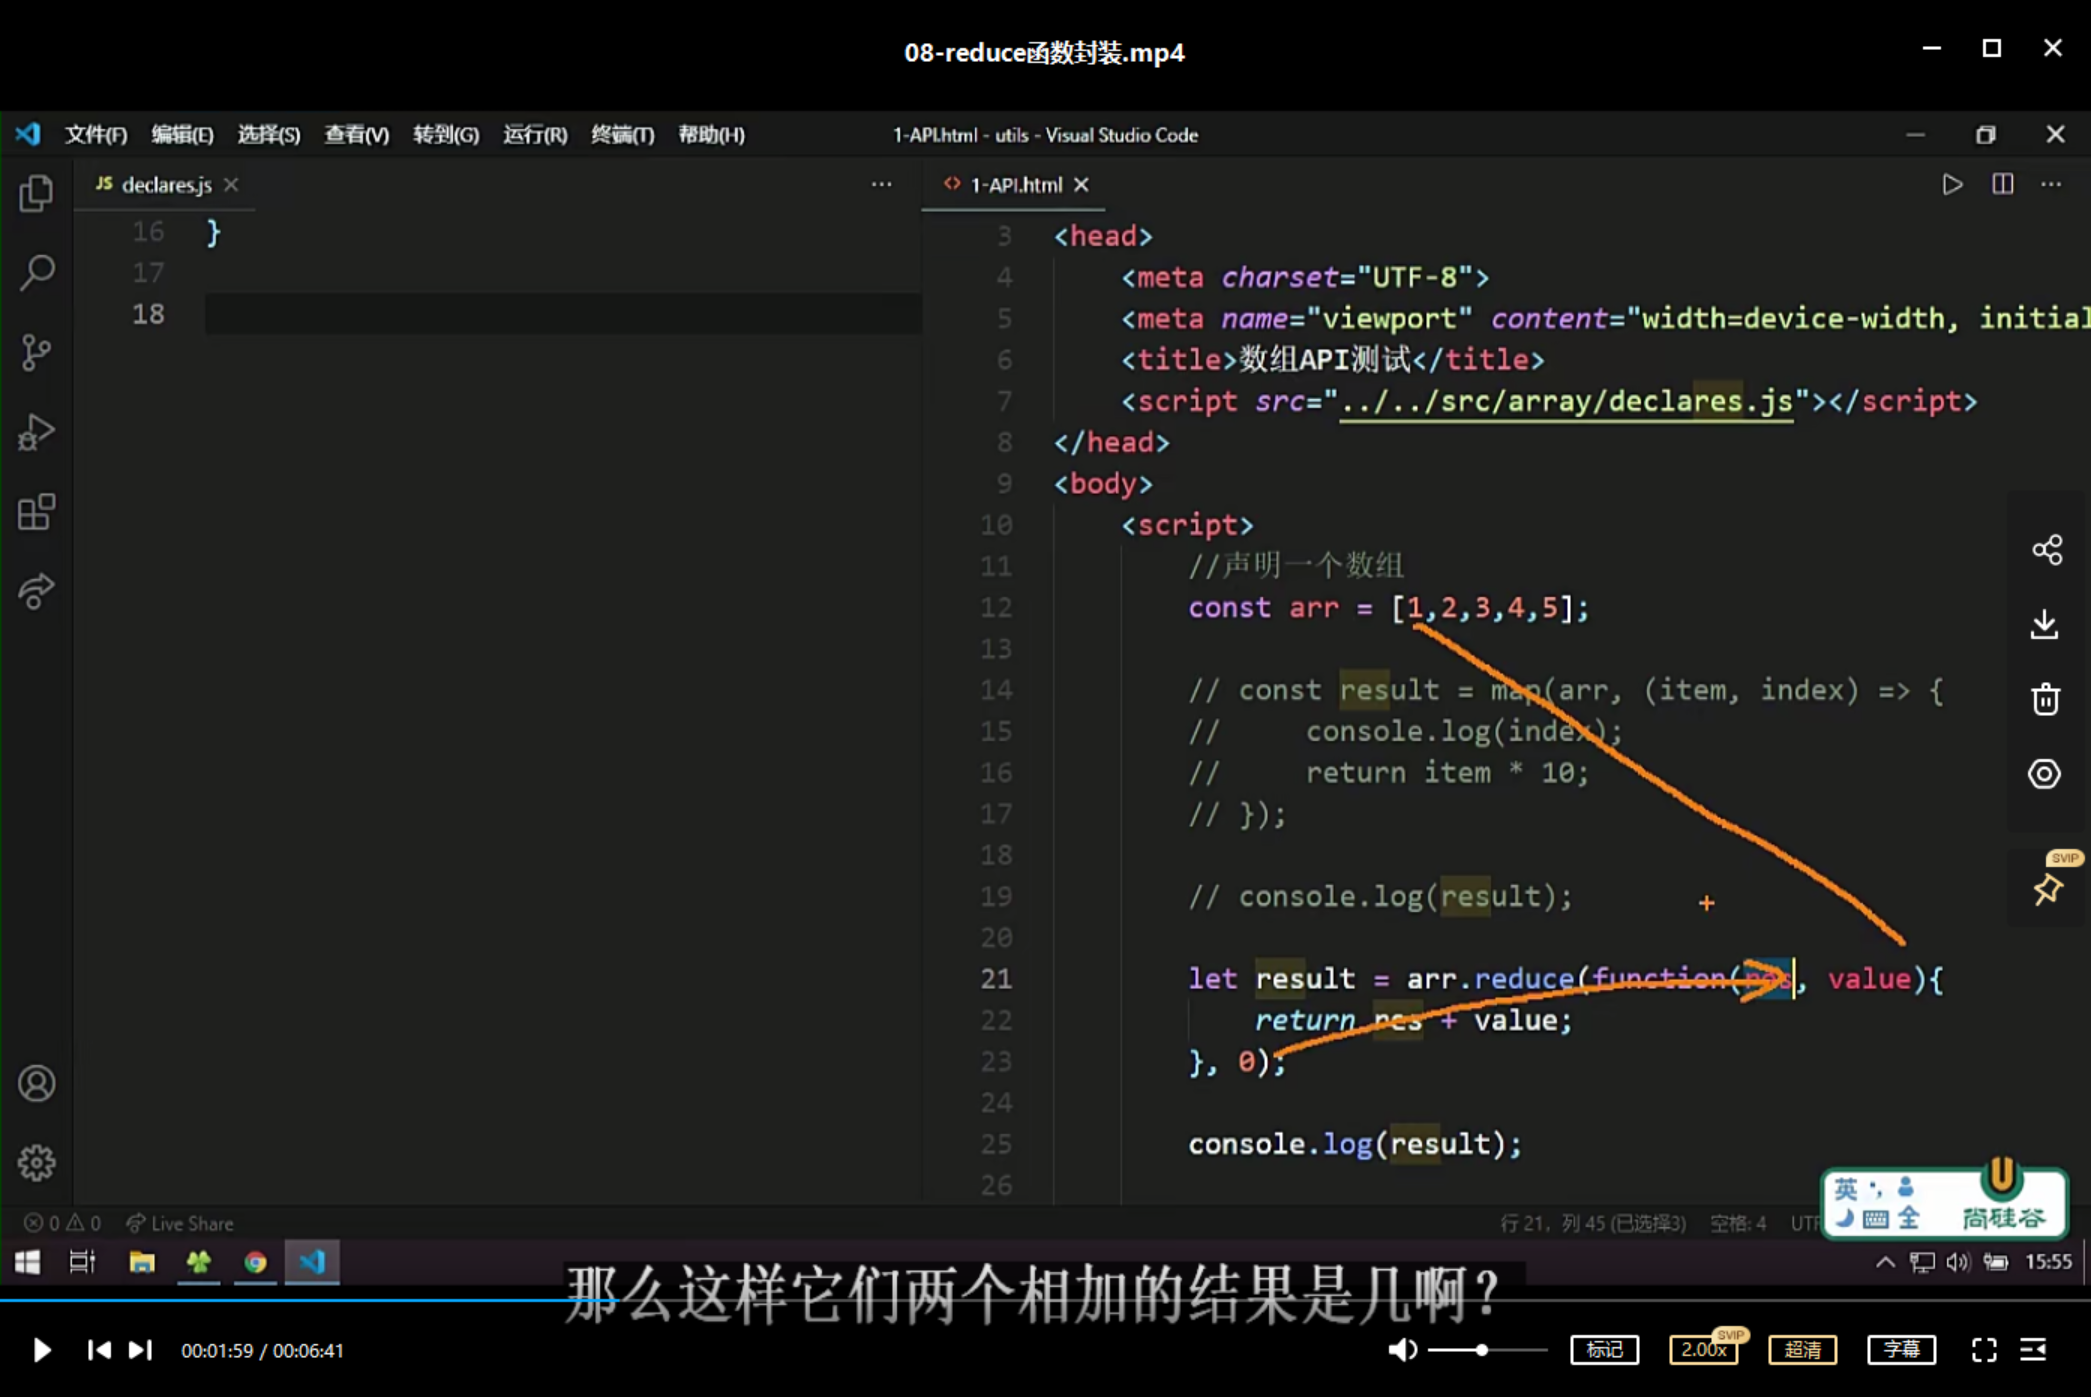 08-reduce函数封装.mp4
文件(F) 编辑(E) 选择(S) 查看(V) 转到(G) 运行(R) 终端(T) 帮助(H)
1-API.html - utils - Visual Studio Code
JS declares.js
16 }
17
18
1-API.html
3 <head>
4 <meta charset="UTF-8">
5 <meta name="viewport" content="width=device-width, initial
6 <title>数组API测试</title>
7 <script src="../../src/array/declares.js"></script>
8 </head>
9 <body>
10 <script>
11 //声明一个数组
12 const arr = [1,2,3,4,5];
13
14 // const result = map(arr, (item, index) => {
15 // console.log(index);
16 // return item * 10;
17 // });
18
19 // console.log(result);
20
21 let result = arr.reduce(function(res, value){
22 return res + value;
23 }, 0);
24
25 console.log(result);
26
SVIP
英
全
尚硅谷
0 0 Live Share
行 21，列 45 (已选择3) 空格: 4 UTF
15:55
那么这样它们两个相加的结果是几啊?
00:01:59 / 00:06:41
标记
2.00x
SVIP
超清
字幕